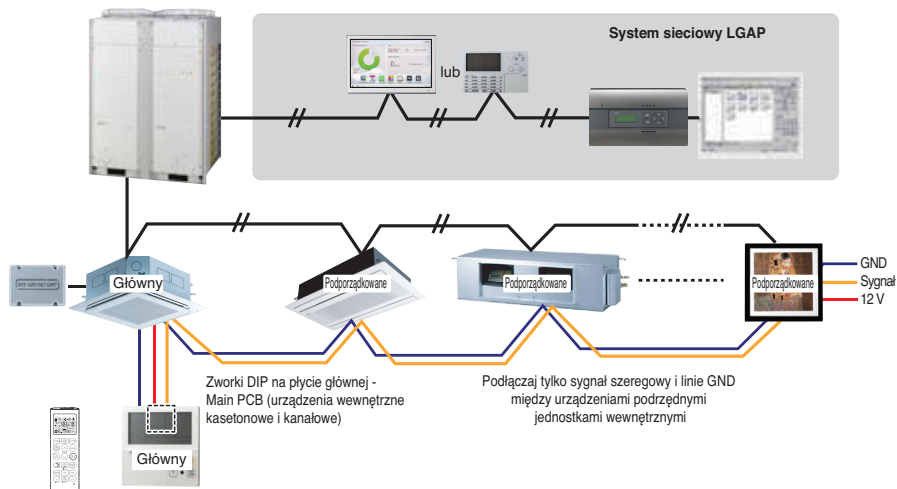 System sieciowy LGAP
lub
Główny
Podporządkowane
Podporządkowane
Podporządkowane
GND
Sygnał
12 V
Zworki DIP na płycie głównej -
Main PCB (urządzenia wewnętrzne
kasetonowe i kanałowe)
Podłączaj tylko sygnał szeregowy i linie GND
między urządzeniami podrzędnymi
jednostkami wewnętrznymi
Główny